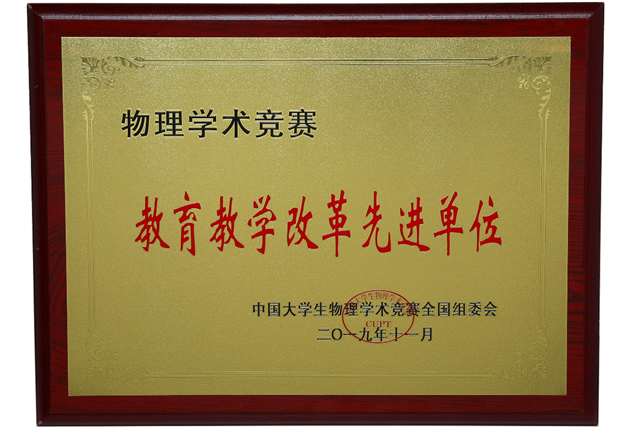 物理学术竞赛
教育教学改革先进单位
中国大学生物理学术竞赛全国组委会
CUPT
二〇一九年十一月